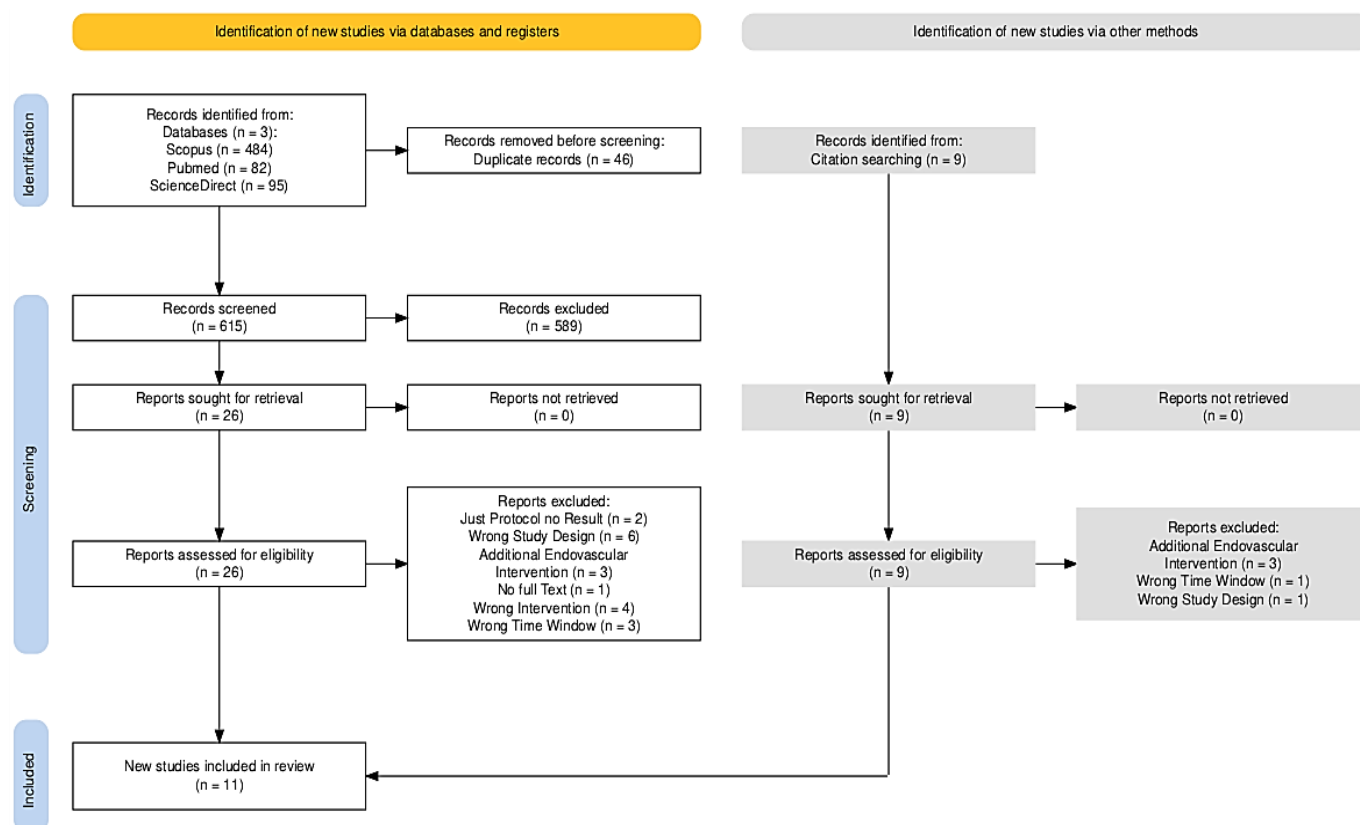 Identification of new studies via databases and registers
Identification of new studies via other methods
Identification
Records identified from:
Databases (n = 3):
Scopus (n = 484)
Pubmed (n = 82)
ScienceDirect (n = 95)
Records removed before screening:
Duplicate records (n = 46)
Records identified from:
Citation searching (n = 9)
Screening
Records screened
(n = 615)
Records excluded
(n = 589)
Reports sought for retrieval
(n = 26)
Reports not retrieved
(n = 0)
Reports sought for retrieval
(n = 9)
Reports not retrieved
(n = 0)
Reports assessed for eligibility
(n = 26)
Reports excluded:
Just Protocol no Result (n = 2)
Wrong Study Design (n = 6)
Additional Endovascular
Intervention (n = 3)
No full Text (n = 1)
Wrong Intervention (n = 4)
Wrong Time Window (n = 3)
Reports assessed for eligibility
(n = 9)
Reports excluded:
Additional Endovascular
Intervention (n = 3)
Wrong Time Window (n = 1)
Wrong Study Design (n = 1)
Included
New studies included in review
(n = 11)